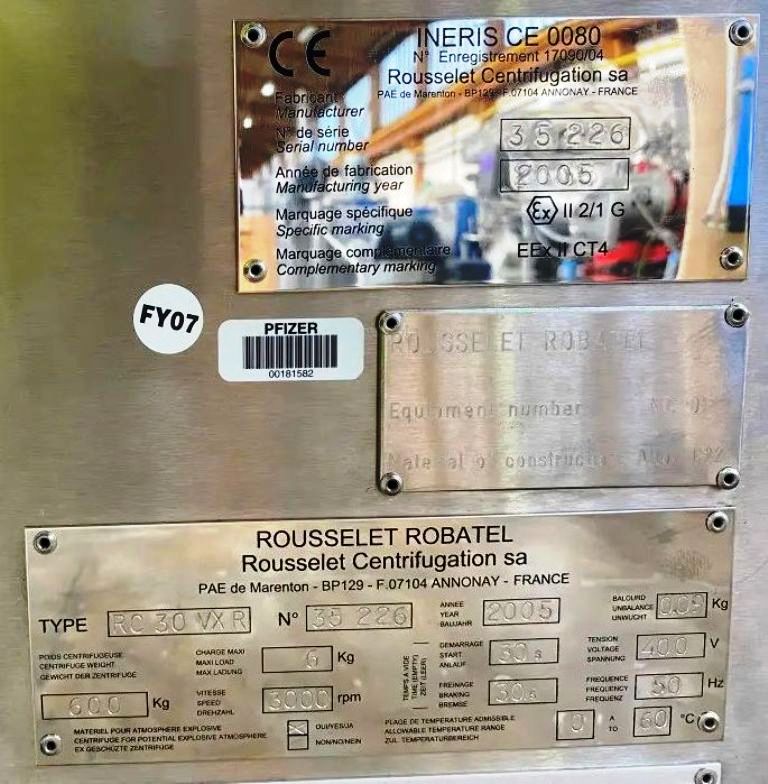 CE
INERIS CE 0080
N° Enregistrement 17090/04
Rousselet Centrifugation sa
PAE de Marenton - BP129 - F.07104 ANNONAY - FRANCE
Fabricant
Manufacturer
N° de série
Serial number
35 226
Année de fabrication
Manufacturing year
2005
Marquage spécifique
Specific marking
Ex II 2/1 G
Marquage complémentaire
Complementary marking
EEx II CT4
FY07
PFIZER
00181582
ROUSSELET ROBATEL
Equipment number
Material of construction
ROUSSELET ROBATEL
Rousselet Centrifugation sa
PAE de Marenton - BP129 - F.07104 ANNONAY - FRANCE
TYPE RC 30 VX R N° 35 226
ANNEE
YEAR
BAUJAHR
2005
BALOURD
UNBALANCE
UNWUCHT
0.09 Kg
POIDS CENTRIFUGEUSE
CENTRIFUGE WEIGHT
GEWICHT DER ZENTRIFUGE
600 Kg
CHARGE MAXI
MAXI LOAD
MAX LADUNG
6 Kg
VITESSE
SPEED
DREHZAHL
3000 rpm
TEMPS A VIDE
TIME (EMPTY)
ZEIT (LEER)
DEMARRAGE
START
ANLAUF
30 s
FREINAGE
BRAKING
BREMSE
30 s
TENSION
VOLTAGE
SPANNUNG
400 V
FREQUENCE
FREQUENCY
FREQUENZ
50 Hz
MATERIEL POUR ATMOSPHERE EXPLOSIVE
CENTRIFUGE FOR POTENTIAL EXPLOSIVE ATMOSPHERE
EX GESCHÜTZE ZENTRIFUGE
OUI/YES/JA
NON/NO/NEIN
PLAGE DE TEMPERATURE ADMISSIBLE
ALLOWABLE TEMPERATURE RANGE
ZUL. TEMPERATURBEREICH
0
A
TO
60 °C